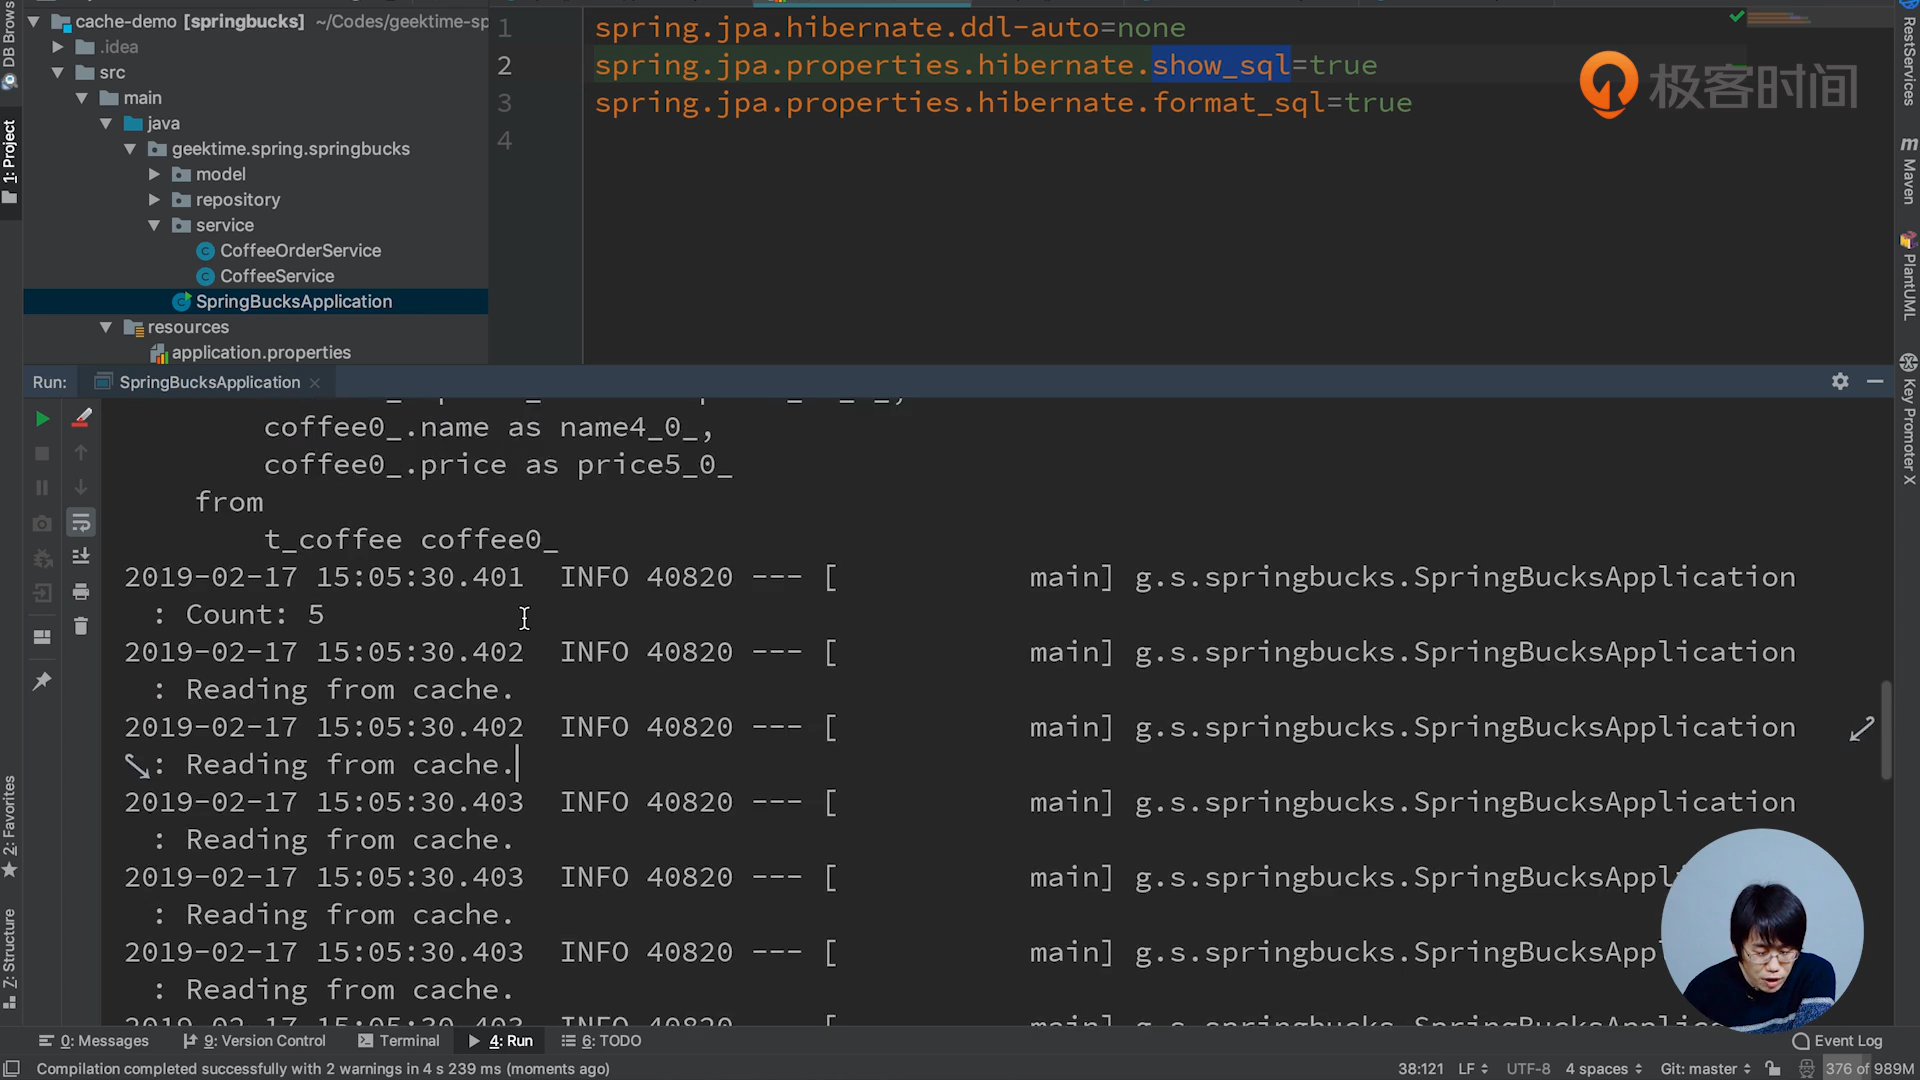 cache-demo [springbucks] ~/Codes/geektime-sp
.idea
src
main
java
geektime.spring.springbucks
model
repository
service
CoffeeOrderService
CoffeeService
SpringBucksApplication
resources
application.properties
1 spring.jpa.hibernate.ddl-auto=none
2 spring.jpa.properties.hibernate.show_sql=true
3 spring.jpa.properties.hibernate.format_sql=true
4
极客时间
DB Brows
1: Project
2: Favorites
Z: Structure
RestServices
Maven
PlantUML
Key Promoter X
Run: SpringBucksApplication
coffee0_.name as name4_0_,
coffee0_.price as price5_0_
from
t_coffee coffee0_
2019-02-17 15:05:30.401 INFO 40820 --- [ main] g.s.springbucks.SpringBucksApplication
: Count: 5
2019-02-17 15:05:30.402 INFO 40820 --- [ main] g.s.springbucks.SpringBucksApplication
: Reading from cache.
2019-02-17 15:05:30.402 INFO 40820 --- [ main] g.s.springbucks.SpringBucksApplication
: Reading from cache.
2019-02-17 15:05:30.403 INFO 40820 --- [ main] g.s.springbucks.SpringBucksApplication
: Reading from cache.
2019-02-17 15:05:30.403 INFO 40820 --- [ main] g.s.springbucks.SpringBucksAppl
: Reading from cache.
2019-02-17 15:05:30.403 INFO 40820 --- [ main] g.s.springbucks.SpringBucksAppl
: Reading from cache.
0: Messages 9: Version Control Terminal 4: Run 6: TODO Event Log
Compilation completed successfully with 2 warnings in 4 s 239 ms (moments ago) 38:121 LF UTF-8 4 spaces Git: master 376 of 989M